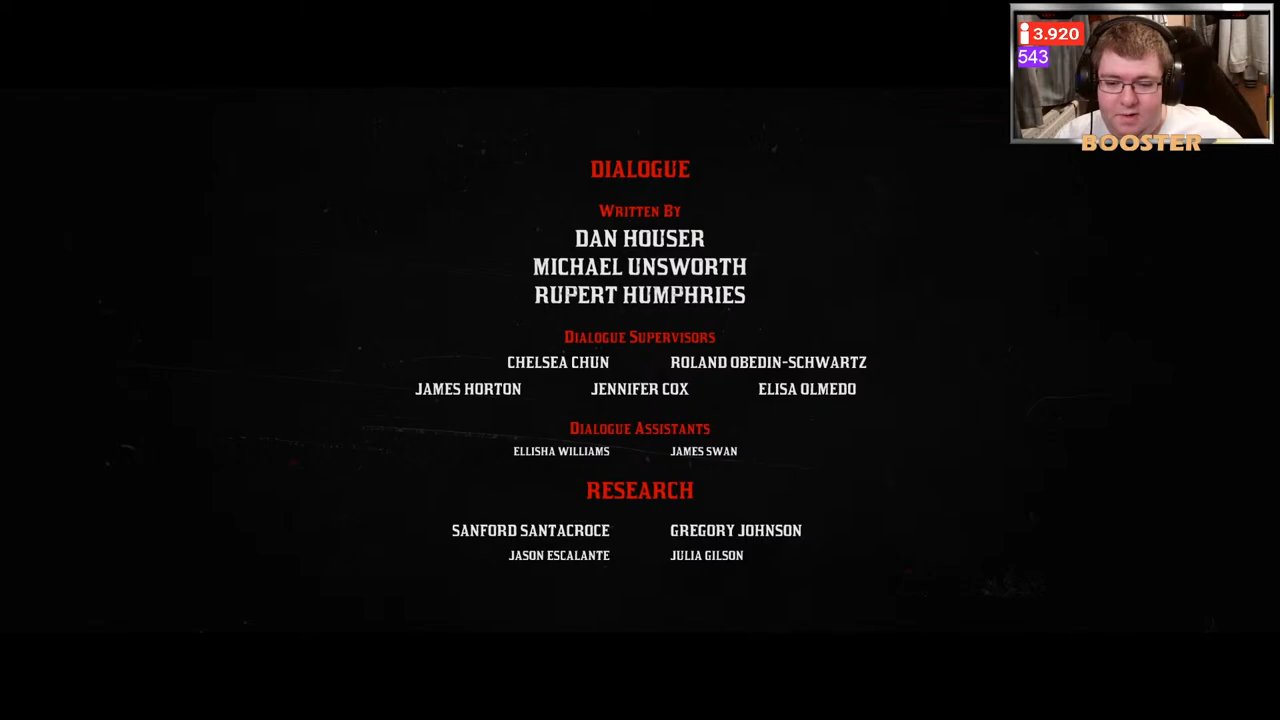 3.920
543
BOOSTER
DIALOGUE
WRITTEN BY
DAN HOUSER
MICHAEL UNSWORTH
RUPERT HUMPHRIES
DIALOGUE SUPERVISORS
CHELSEA CHUN ROLAND OBEDIN-SCHWARTZ
JAMES HORTON JENNIFER COX ELISA OLMEDO
DIALOGUE ASSISTANTS
ELLISHA WILLIAMS JAMES SWAN
RESEARCH
SANFORD SANTACROCE GREGORY JOHNSON
JASON ESCALANTE JULIA GILSON